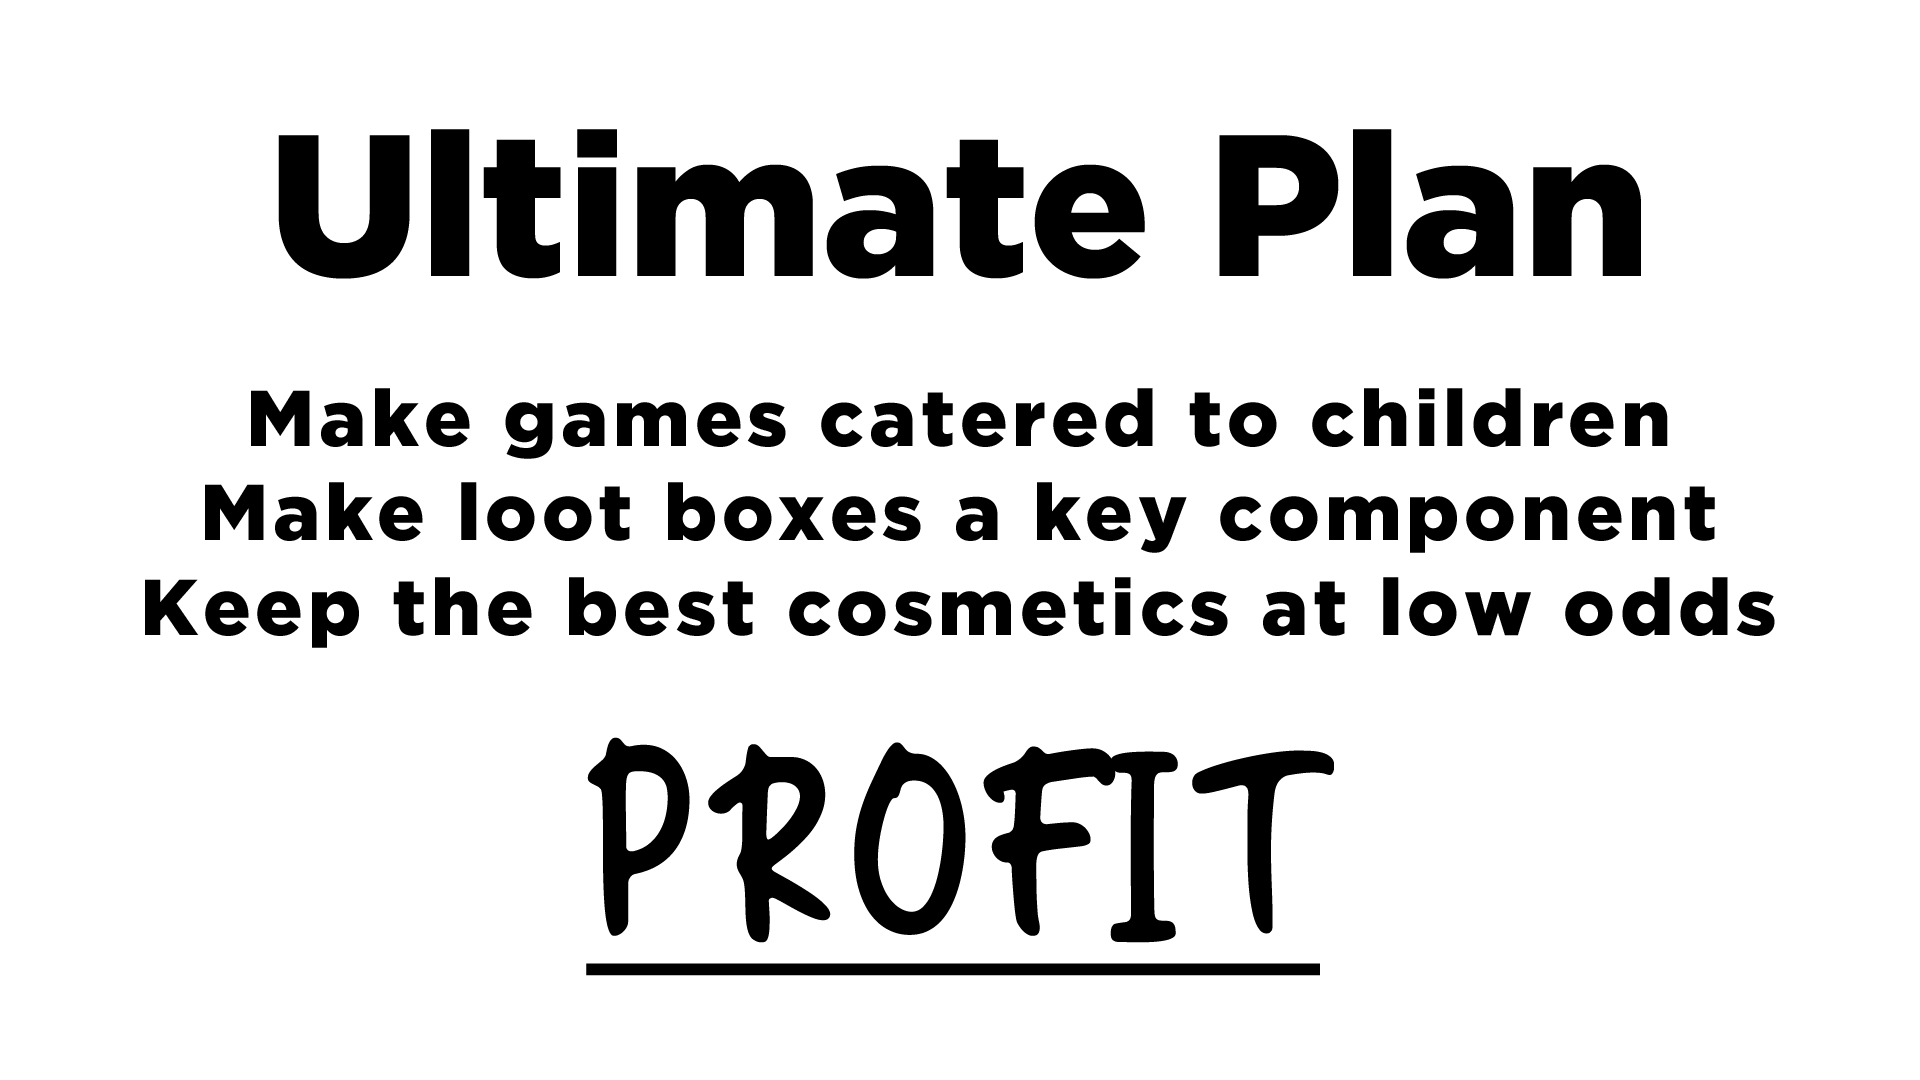 Ultimate Plan
Make games catered to children
Make loot boxes a key component
Keep the best cosmetics at low odds
PROFIT